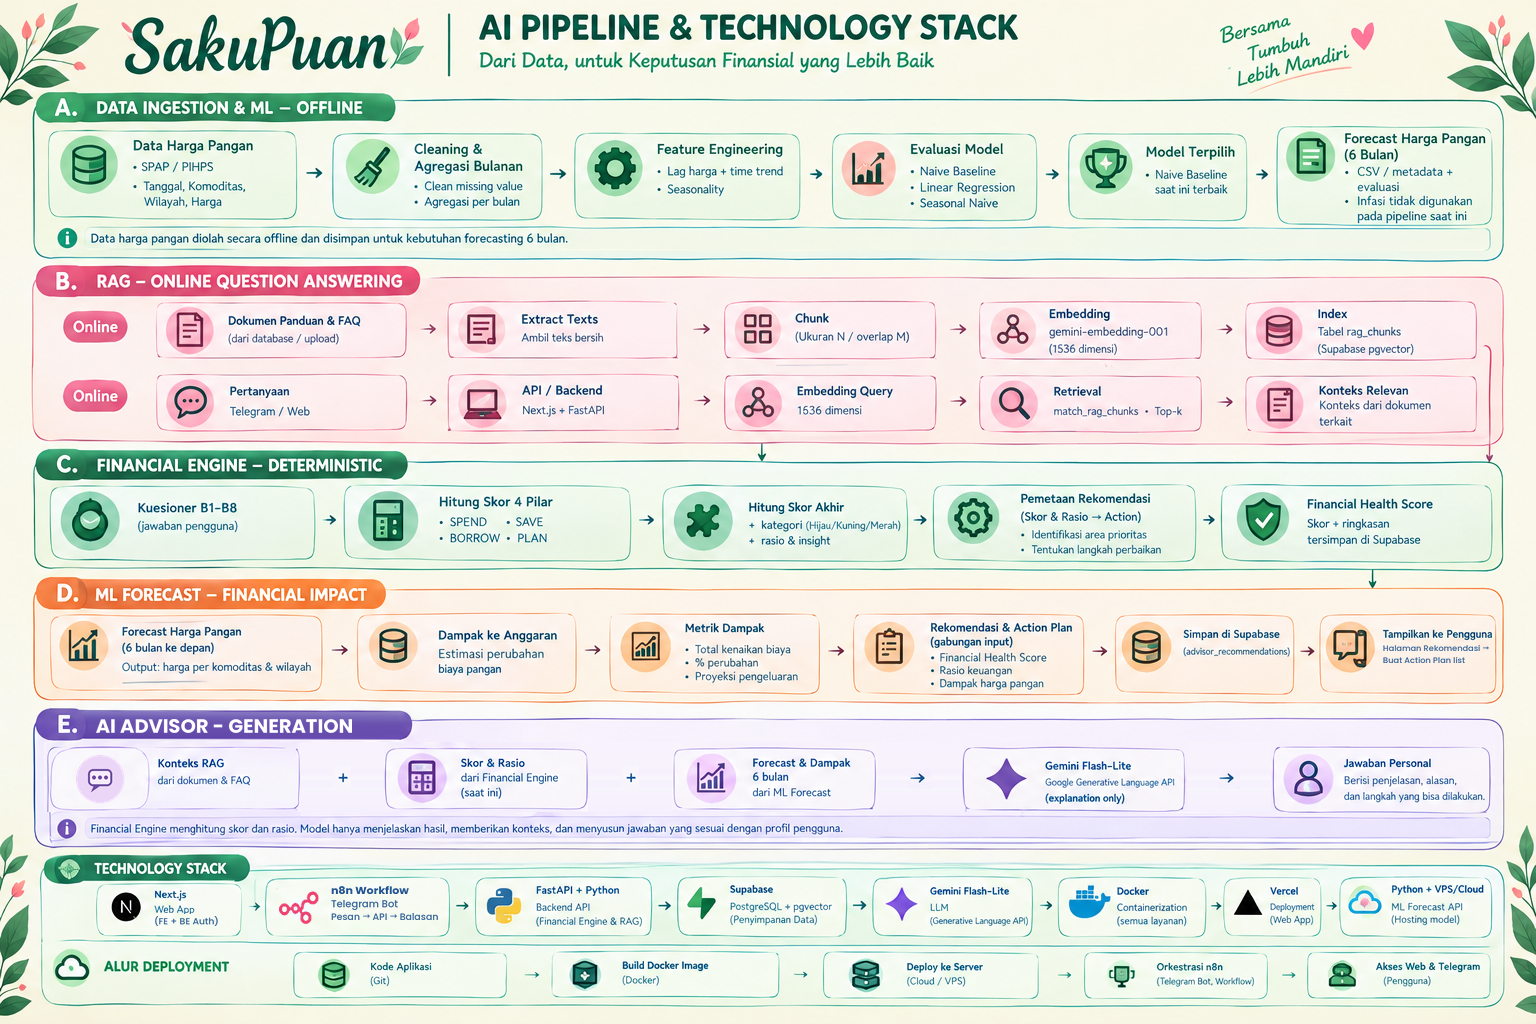 SakuPuan
AI PIPELINE & TECHNOLOGY STACK
Dari Data, untuk Keputusan Finansial yang Lebih Baik
Bersama
Tumbuh
Lebih Mandiri
A. DATA INGESTION & ML – OFFLINE
Data Harga Pangan
• SPAP / PIHPS
• Tanggal, Komoditas,
Wilayah, Harga
Cleaning &
Agregasi Bulanan
• Clean missing value
• Agregasi per bulan
Feature Engineering
• Lag harga + time trend
• Seasonality
Evaluasi Model
• Naive Baseline
• Linear Regression
• Seasonal Naive
Model Terpilih
• Naive Baseline
saat ini terbaik
Forecast Harga Pangan
(6 Bulan)
• CSV / metadata +
evaluasi
• Infasi tidak digunakan
pada pipeline saat ini
i Data harga pangan diolah secara offline dan disimpan untuk kebutuhan forecasting 6 bulan.
B. RAG – ONLINE QUESTION ANSWERING
Online
Dokumen Panduan & FAQ
(dari database / upload)
Extract Texts
Ambil teks bersih
Chunk
(Ukuran N / overlap M)
Embedding
gemini-embedding-001
(1536 dimensi)
Index
Tabel rag_chunks
(Supabase pgvector)
Online
Pertanyaan
Telegram / Web
API / Backend
Next.js + FastAPI
Embedding Query
1536 dimensi
Retrieval
match_rag_chunks • Top-k
Konteks Relevan
Konteks dari dokumen
terkait
C. FINANCIAL ENGINE – DETERMINISTIC
Kuesioner B1–B8
(jawaban pengguna)
Hitung Skor 4 Pilar
• SPEND • SAVE
• BORROW • PLAN
Hitung Skor Akhir
+ kategori (Hijau/Kuning/Merah)
+ rasio & insight
Pemetaan Rekomendasi
(Skor & Rasio → Action)
• Identifikasi area prioritas
• Tentukan langkah perbaikan
Financial Health Score
Skor + ringkasan
tersimpan di Supabase
D. ML FORECAST – FINANCIAL IMPACT
Forecast Harga Pangan
(6 bulan ke depan)
Output: harga per komoditas & wilayah
Dampak ke Anggaran
Estimasi perubahan
biaya pangan
Metrik Dampak
• Total kenaikan biaya
• % perubahan
• Proyeksi pengeluaran
Rekomendasi & Action Plan
(gabungan input)
• Financial Health Score
• Rasio keuangan
• Dampak harga pangan
Simpan di Supabase
(advisor_recommendations)
Tampilkan ke Pengguna
Halaman Rekomendasi →
Buat Action Plan list
E. AI ADVISOR – GENERATION
Konteks RAG
dari dokumen & FAQ
+
Skor & Rasio
dari Financial Engine
(saat ini)
+
Forecast & Dampak
6 bulan
dari ML Forecast
Gemini Flash-Lite
Google Generative Language API
(explanation only)
Jawaban Personal
Berisi penjelasan, alasan,
dan langkah yang bisa dilakukan.
i Financial Engine menghitung skor dan rasio. Model hanya menjelaskan hasil, memberikan konteks, dan menyusun jawaban yang sesuai dengan profil pengguna.
TECHNOLOGY STACK
N
Next.js
Web App
(FE + BE Auth)
n8n Workflow
Telegram Bot
Pesan → API → Balasan
FastAPI + Python
Backend API
(Financial Engine & RAG)
Supabase
PostgreSQL + pgvector
(Penyimpanan Data)
Gemini Flash-Lite
LLM
(Generative Language API)
Docker
Containerization
(semua layanan)
Vercel
Deployment
(Web App)
Python + VPS/Cloud
ML Forecast API
(Hosting model)
ALUR DEPLOYMENT
Kode Aplikasi
(Git)
Build Docker Image
(Docker)
Deploy ke Server
(Cloud / VPS)
Orkestrasi n8n
(Telegram Bot, Workflow)
Akses Web & Telegram
(Pengguna)